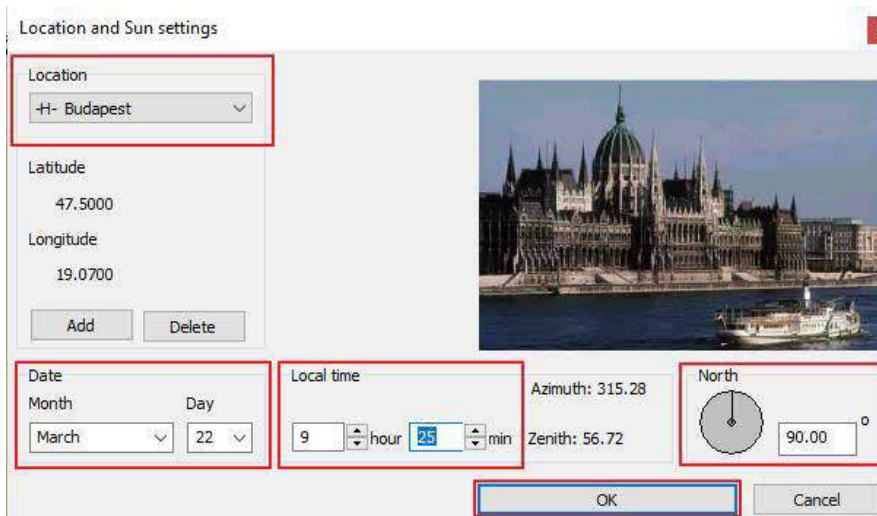 Location and Sun settings
Location
-H- Budapest
Latitude
47.5000
Longitude
19.0700
Add Delete
Date
Month Day
March 22
Local time
9 hour 25 min
Azimuth: 315.28
Zenith: 56.72
North
90.00 °
OK Cancel